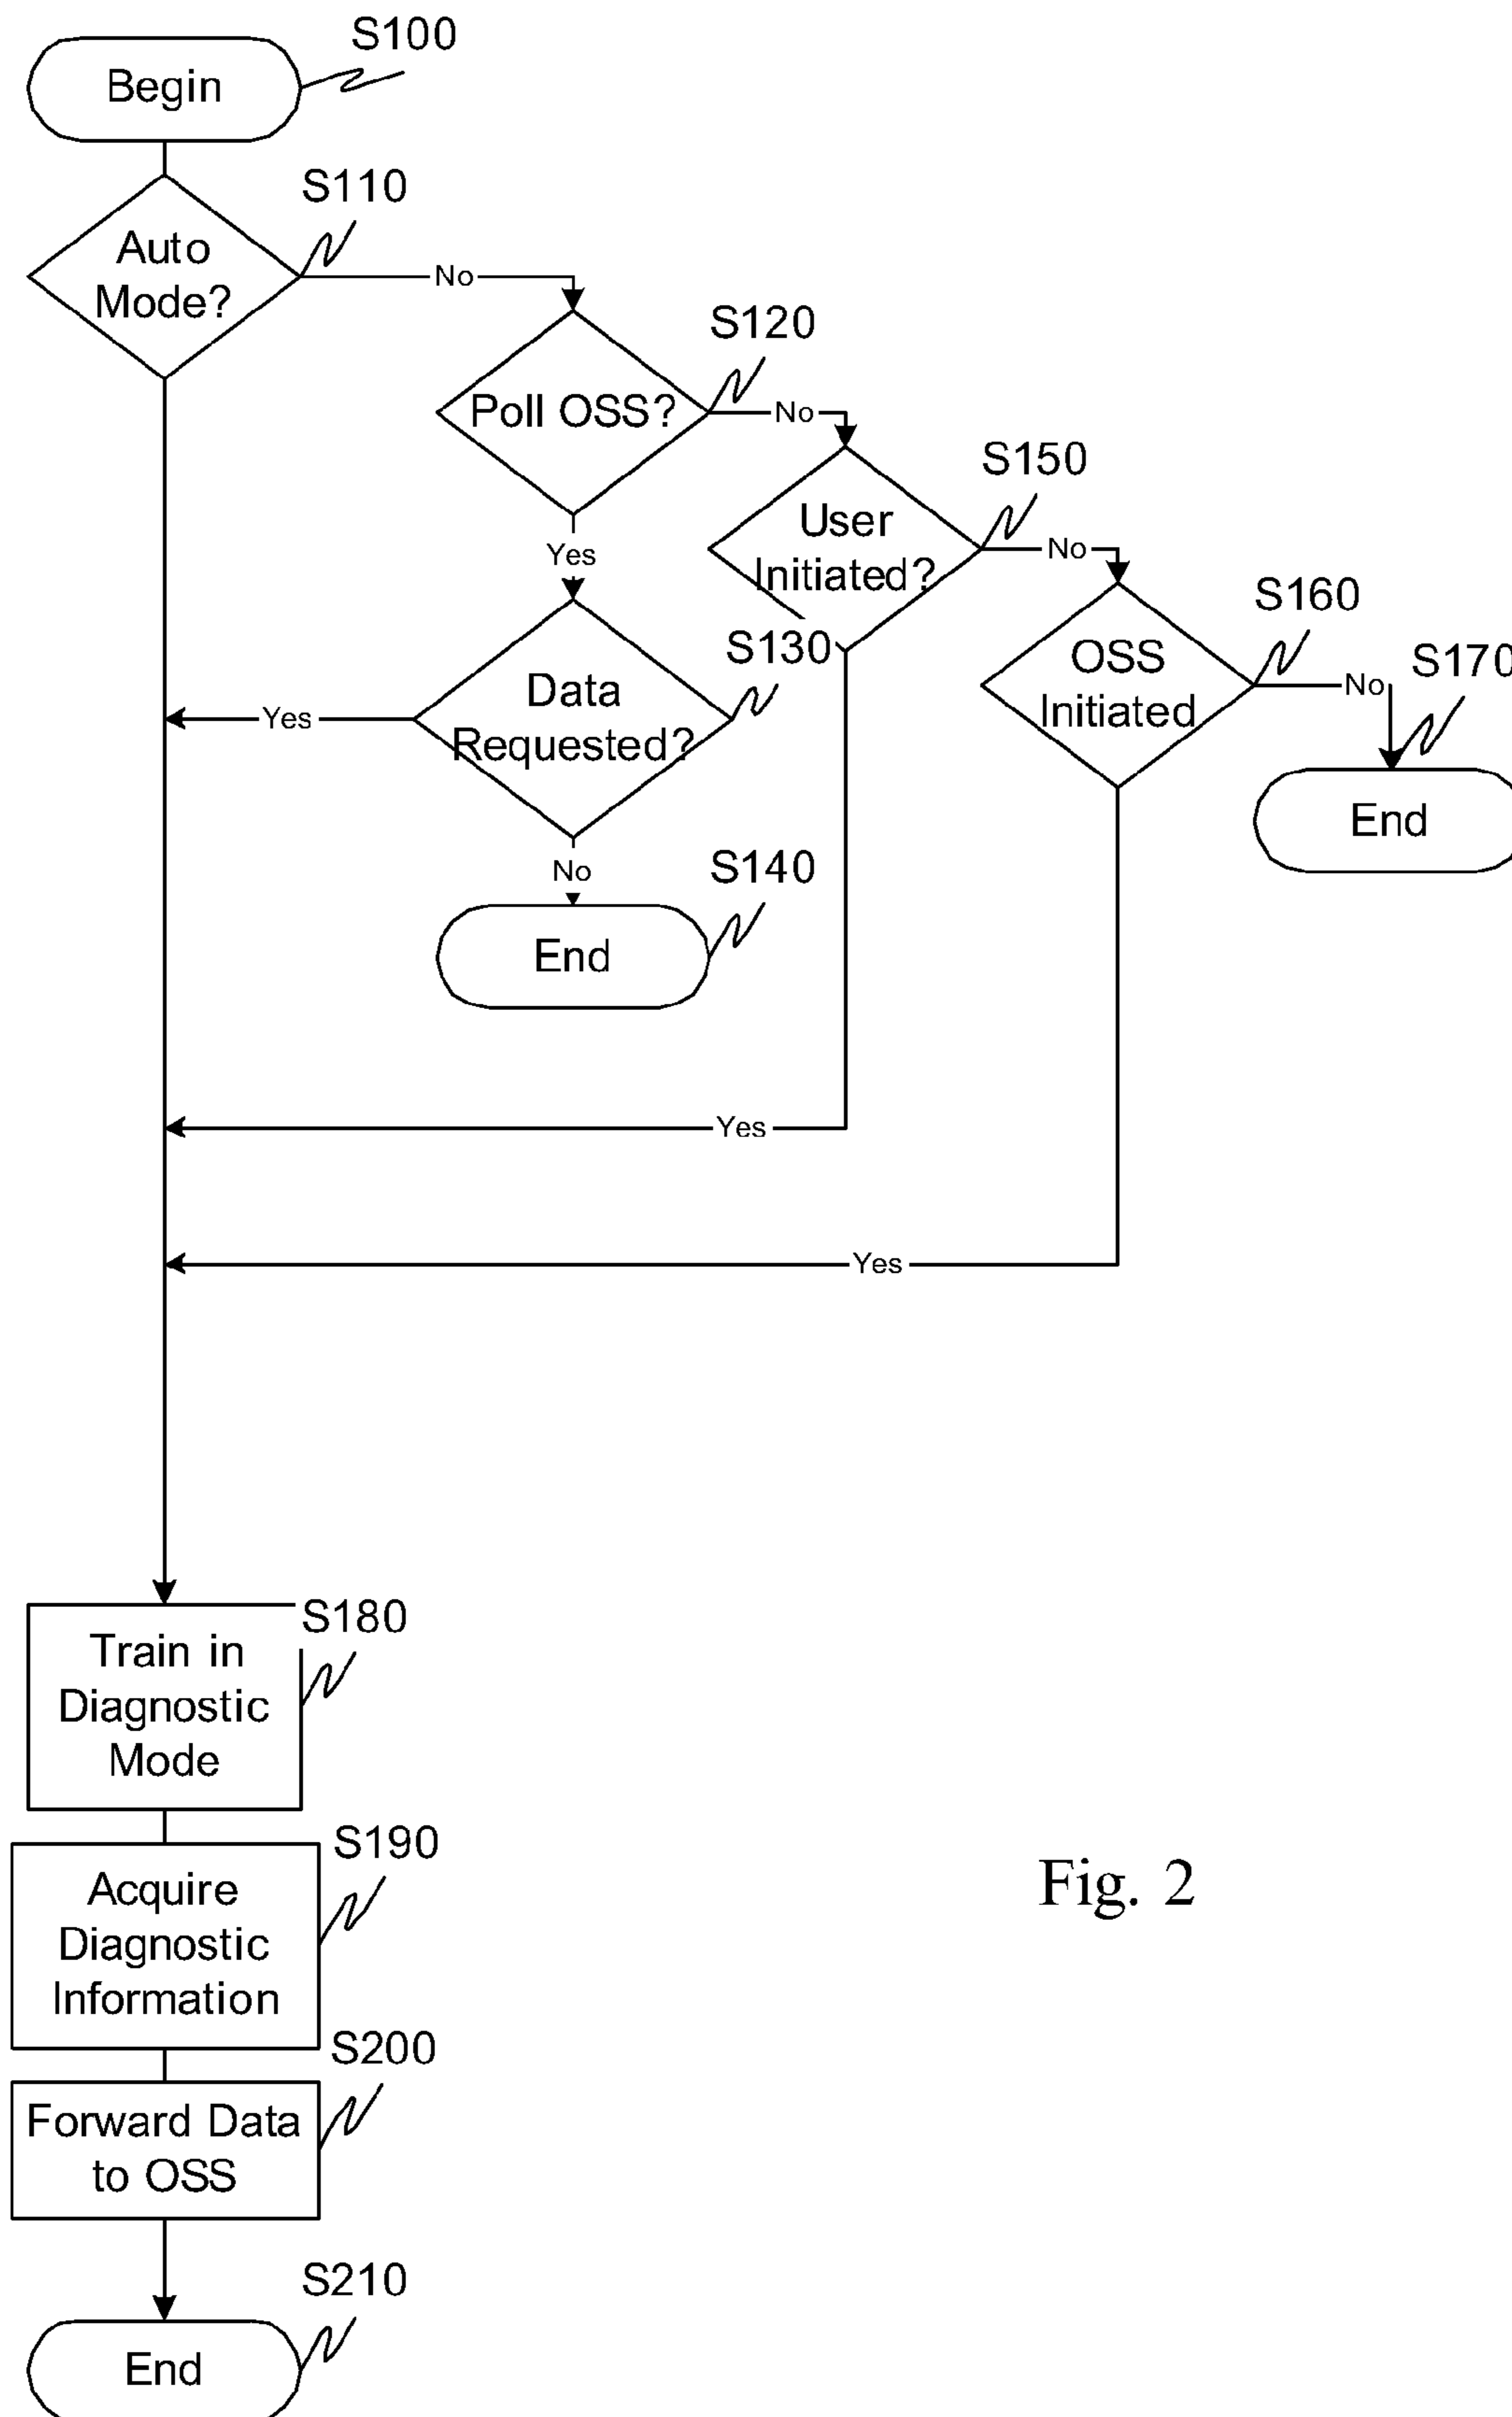 S100
Begin
S110
Auto
Mode?
No
S120
Poll OSS?
No
S150
User
Initiated?
No
Yes
S160
OSS
Initiated
No
S170
End
S130
Data
Requested?
Yes
No
S140
End
Yes
Yes
S180
Train in
Diagnostic
Mode
S190
Acquire
Diagnostic
Information
S200
Forward Data
to OSS
S210
End
Fig. 2